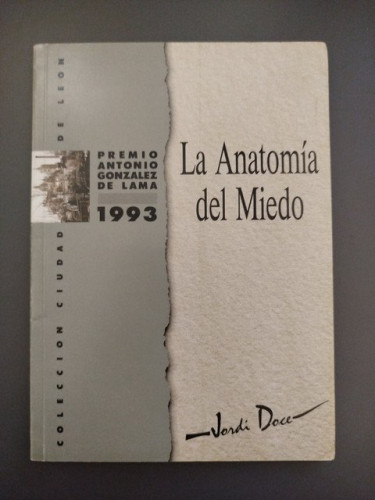 COLECCION CIUDAD DE LEON
PREMIO
ANTONIO
GONZALEZ
DE LAMA
1993
La Anatomía
del Miedo
Jordi Doce